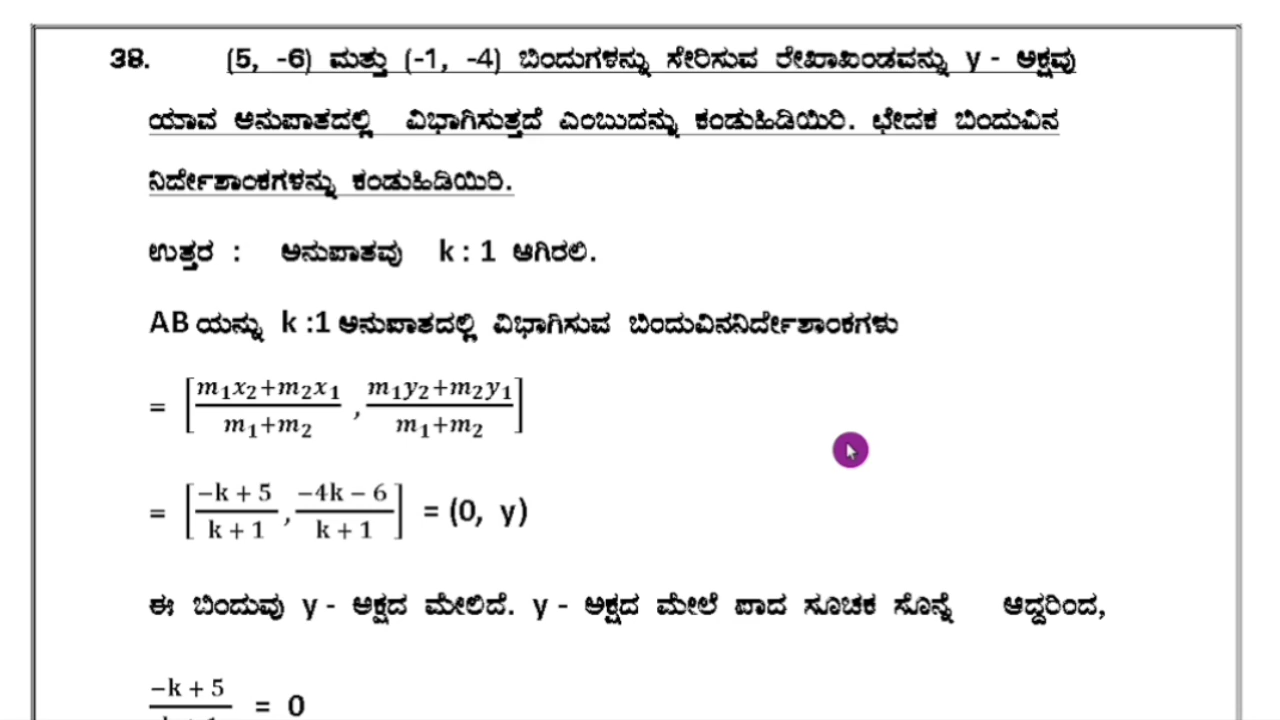 38. (5, -6) ಮತ್ತು (-1, -4) ಬಿಂದುಗಳನ್ನು ಸೇರಿಸುವ ರೇಖಾಖಂಡವನ್ನು y - ಅಕ್ಷವು
ಯಾವ ಅನುಪಾತದಲ್ಲಿ ವಿಭಾಗಿಸುತ್ತದೆ ಎಂಬುದನ್ನು ಕಂಡುಹಿಡಿಯಿರಿ. ಛೇದಕ ಬಿಂದುವಿನ
ನಿರ್ದೇಶಾಂಕಗಳನ್ನು ಕಂಡುಹಿಡಿಯಿರಿ.
ಉತ್ತರ : ಅನುಪಾತವು k : 1 ಆಗಿರಲಿ.
AB ಯನ್ನು k :1 ಅನುಪಾತದಲ್ಲಿ ವಿಭಾಗಿಸುವ ಬಿಂದುವಿನನಿರ್ದೇಶಾಂಕಗಳು
= [(m₁x₂+m₂x₁)/(m₁+m₂) , (m₁y₂+m₂y₁)/(m₁+m₂)]
= [(−k + 5)/(k + 1) , (−4k − 6)/(k + 1)] = (0, y)
ಈ ಬಿಂದುವು y - ಅಕ್ಷದ ಮೇಲಿದೆ. y - ಅಕ್ಷದ ಮೇಲೆ ಪಾದ ಸೂಚಕ ಸೊನ್ನೆ ಆದ್ದರಿಂದ,
(−k + 5)/(k + 1) = 0